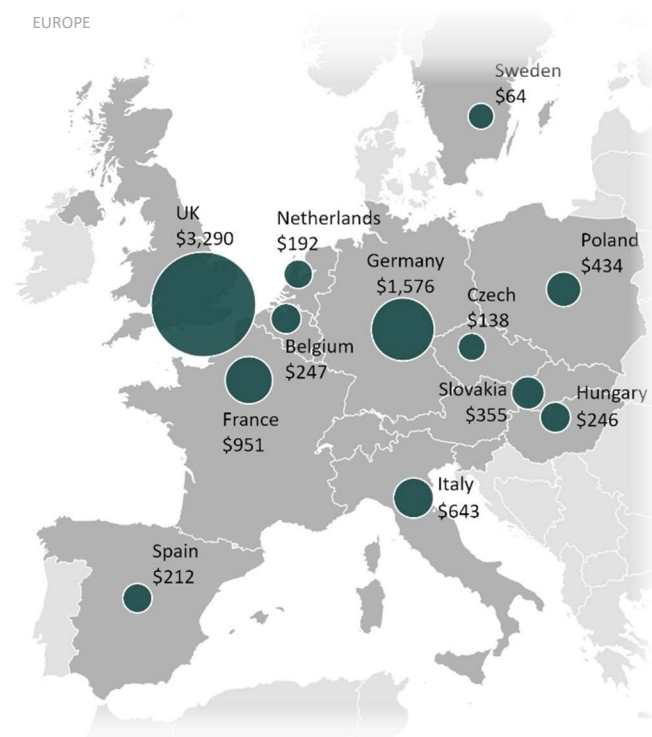 EUROPE
Sweden
$64
UK
$3,290
Netherlands
$192
Germany
$1,576
Poland
$434
Czech
$138
Belgium
$247
Slovakia
$355
Hungary
$246
France
$951
Italy
$643
Spain
$212